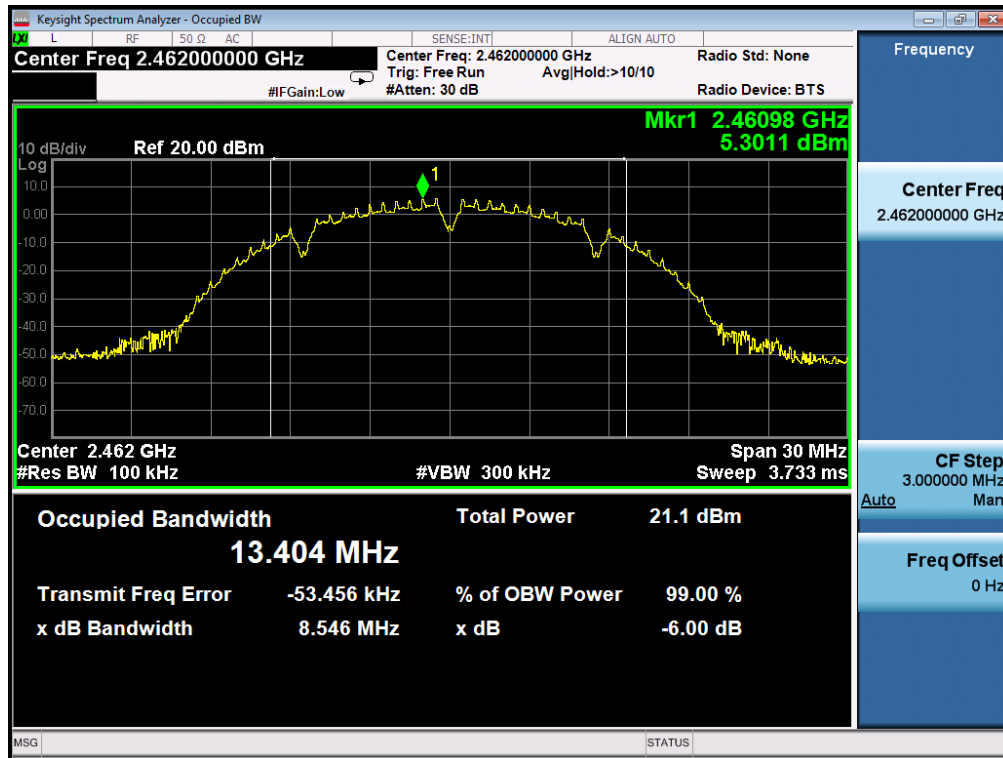 Keysight Spectrum Analyzer - Occupied BW
LXI L RF 50 Ω AC SENSE:INT ALIGN AUTO
Center Freq 2.462000000 GHz
Center Freq: 2.462000000 GHz Radio Std: None
Trig: Free Run Avg|Hold:>10/10
#IFGain:Low #Atten: 30 dB Radio Device: BTS
Mkr1 2.46098 GHz
5.3011 dBm
10 dB/div Ref 20.00 dBm
Log
10.0
0.00
-10.0
-20.0
-30.0
-40.0
-50.0
-60.0
-70.0
1
Center 2.462 GHz Span 30 MHz
#Res BW 100 kHz #VBW 300 kHz Sweep 3.733 ms
Occupied Bandwidth Total Power 21.1 dBm
13.404 MHz
Transmit Freq Error -53.456 kHz % of OBW Power 99.00 %
x dB Bandwidth 8.546 MHz x dB -6.00 dB
Frequency
Center Freq
2.462000000 GHz
CF Step
3.000000 MHz
Auto Man
Freq Offset
0 Hz
MSG STATUS